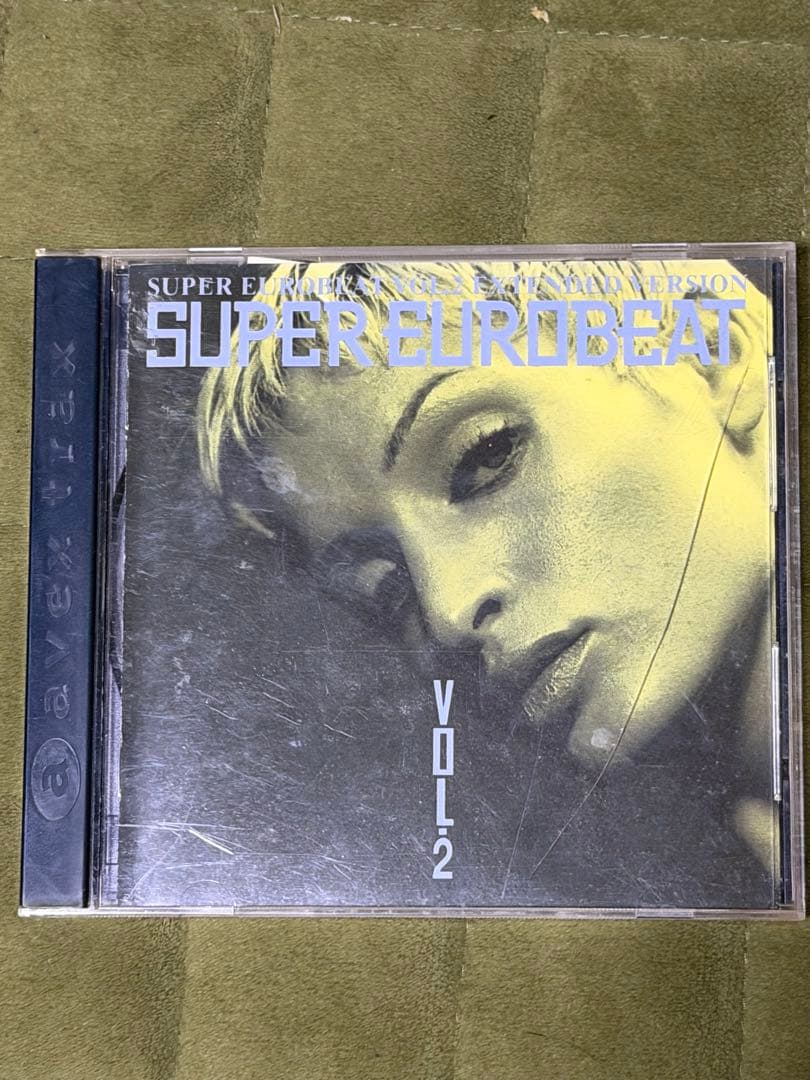 SUPER EUROBEAT VOL.2 EXTENDED VERSION
SUPER EUROBEAT
VOL.2
a avex trax